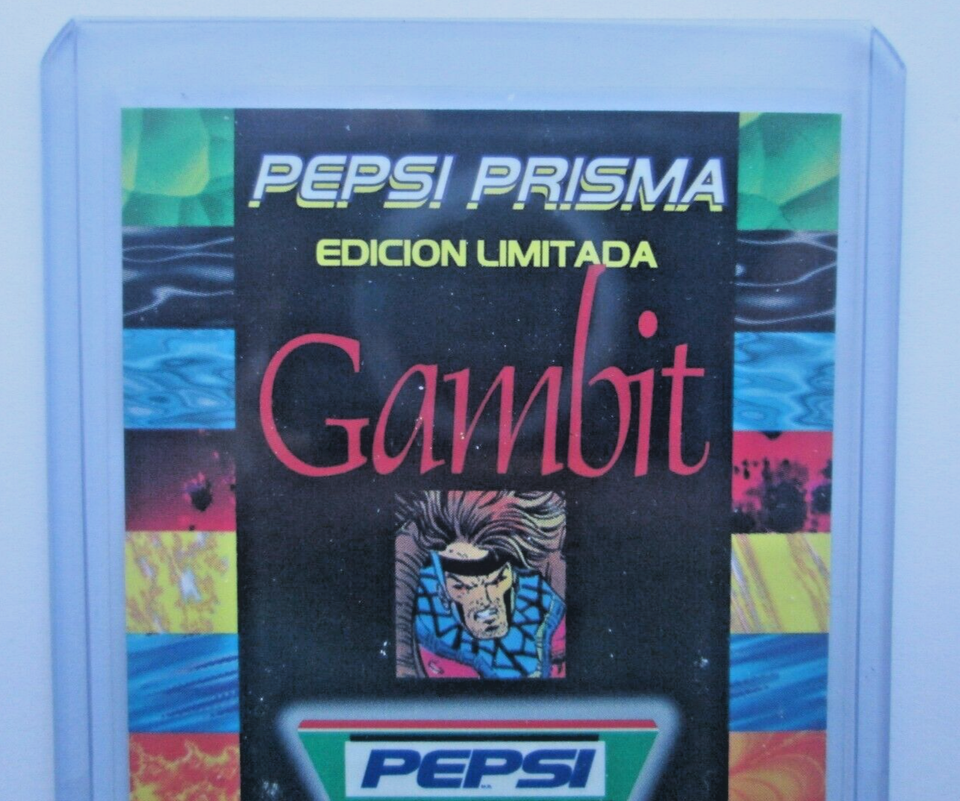 PEPSI PRISMA
EDICION LIMITADA
Gambit
PEPSI